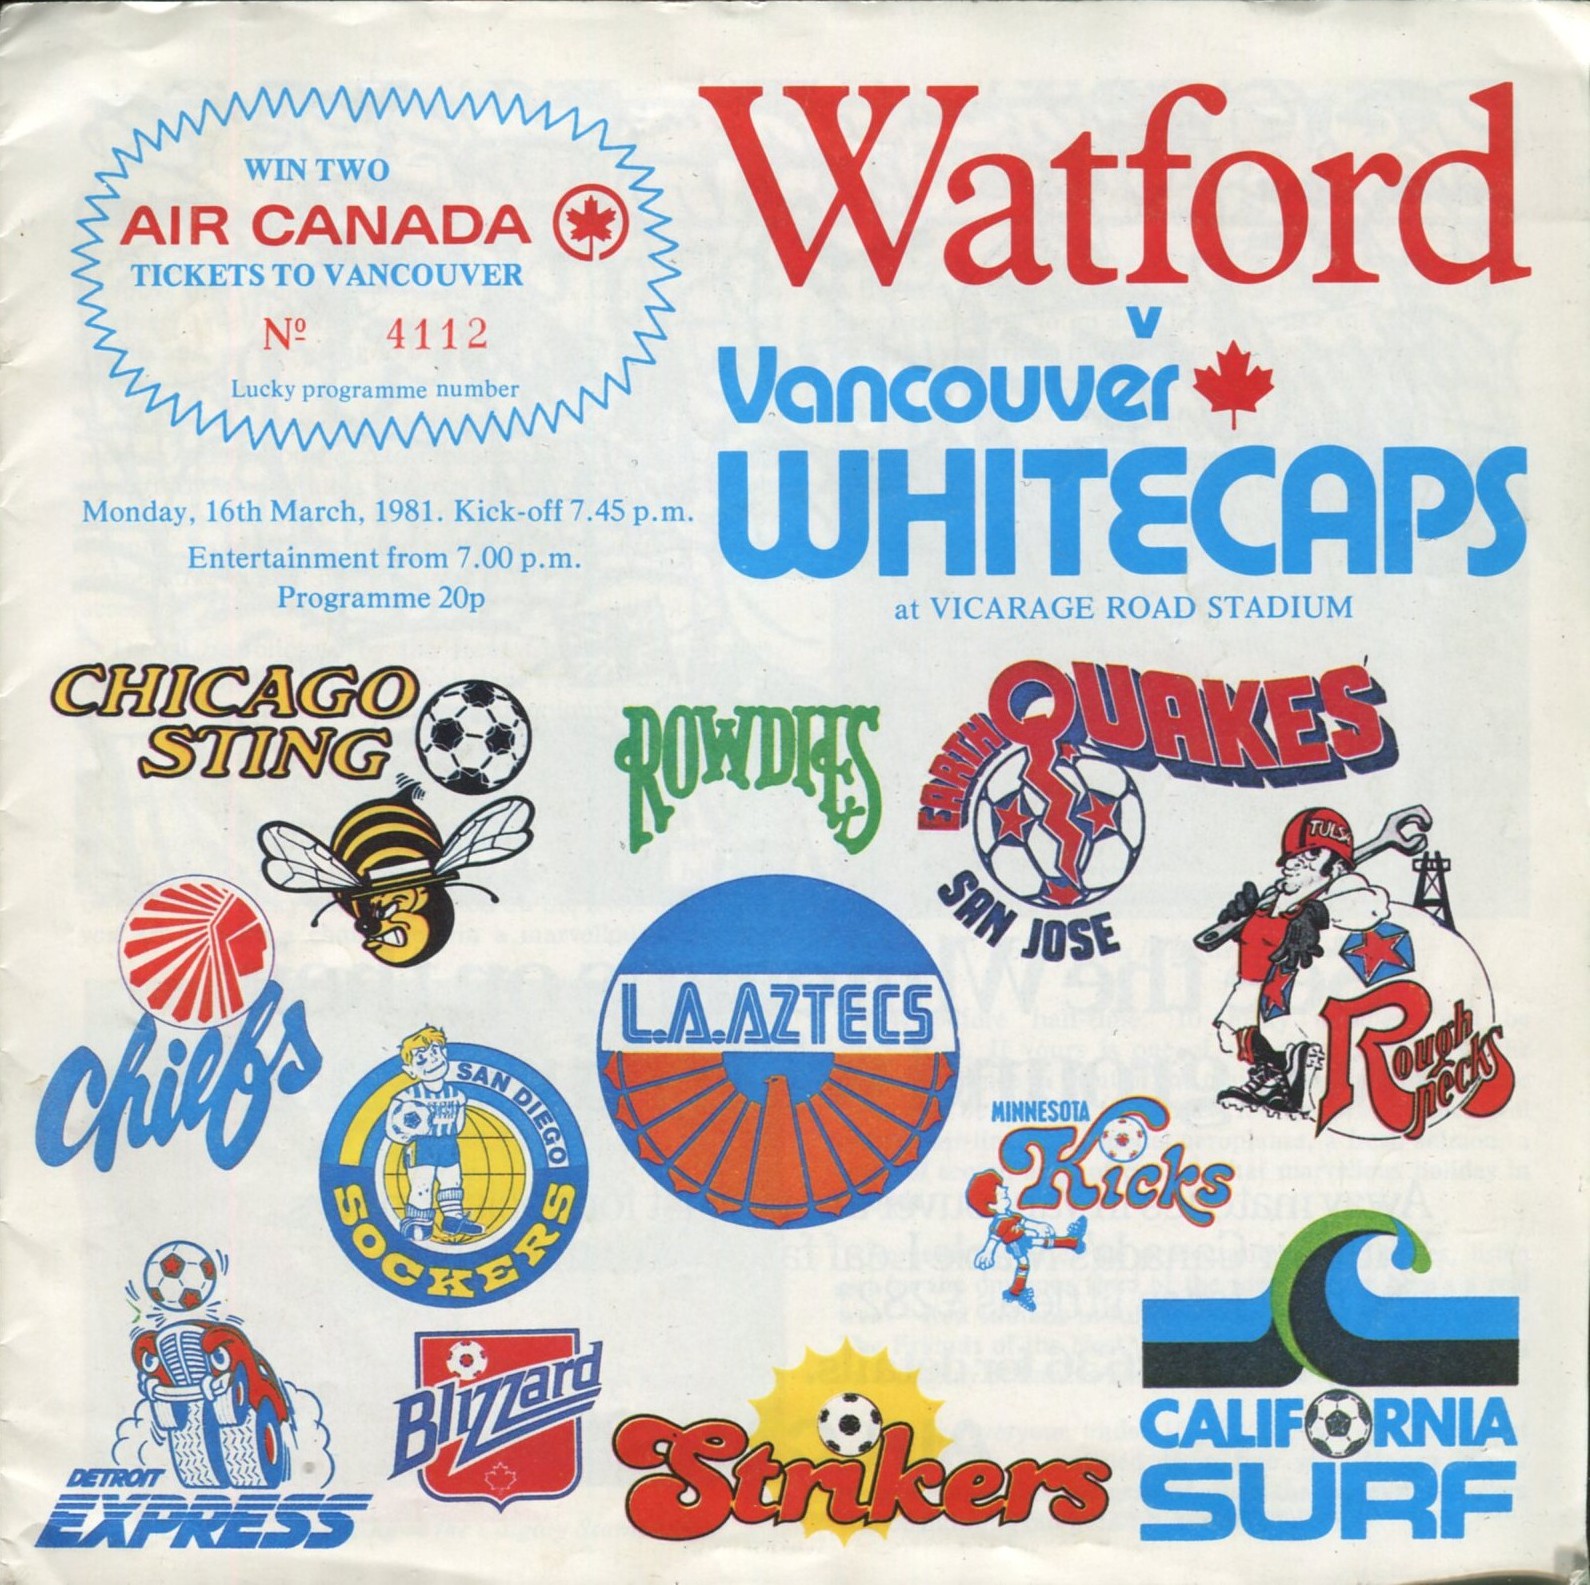 WIN TWO
AIR CANADA
TICKETS TO VANCOUVER
Nº 4112
Lucky programme number
Monday, 16th March, 1981. Kick-off 7.45 p.m.
Entertainment from 7.00 p.m.
Programme 20p
Watford
v
Vancouver
WHITECAPS
at VICARAGE ROAD STADIUM
CHICAGO
STING
ROWDIES
EARTH QUAKES
SAN JOSE
TULSA
Rough
necks
Chiefs
SAN DIEGO
SOCKERS
L.A.AZTECS
MINNESOTA
Kicks
DETROIT
EXPRESS
Blizzard
Strikers
CALIFORNIA
SURF